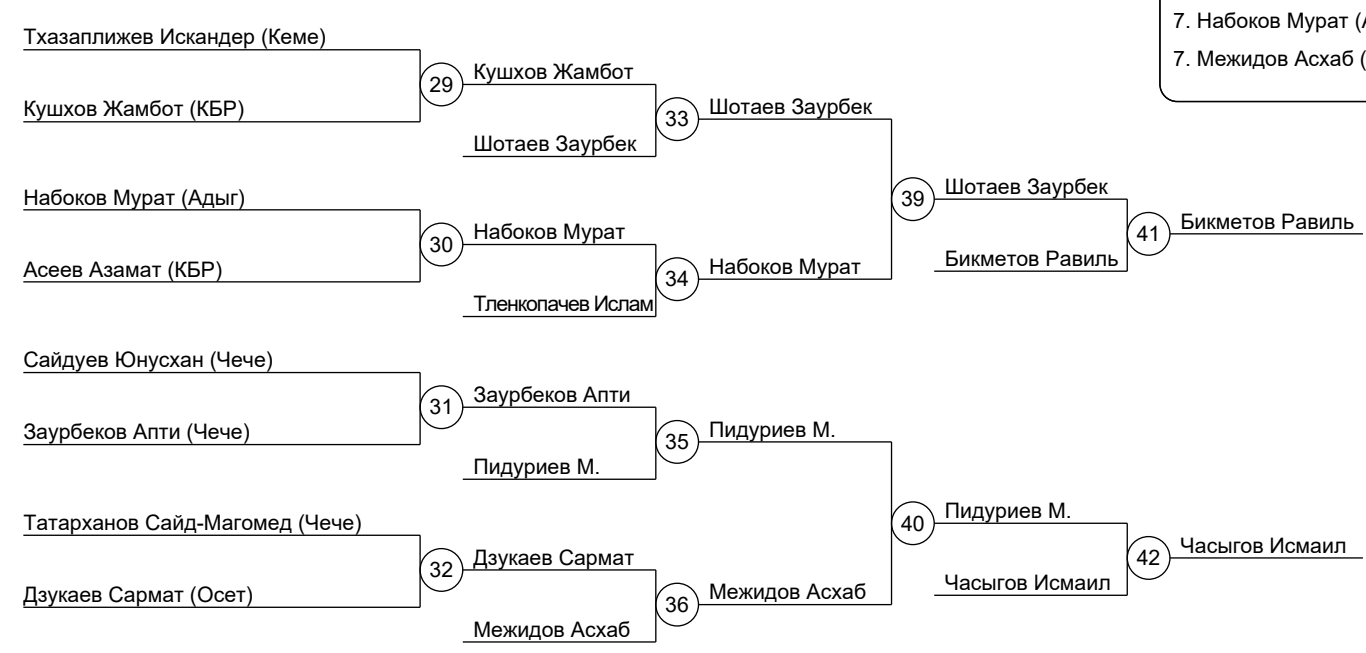 7. Набоков Мурат (
Тхазаплижев Искандер (Кеме)
7. Межидов Асхаб (
Кушхов Жамбот
29
Кушхов Жамбот (КБР)
Шотаев Заурбек
33
Шотаев Заурбек
Набоков Мурат (Адыг)
Шотаев Заурбек
39
Бикметов Равиль
Набоков Мурат
41
30
Бикметов Равиль
Асеев Азамат (КБР)
Набоков Мурат
34
Тленкопачев Ислам
Сайдуев Юнусхан (Чече)
Заурбеков Апти
31
Заурбеков Апти (Чече)
Пидуриев М.
35
Пидуриев М.
Татарханов Сайд-Магомед (Чече)
Пидуриев М.
40
Часыгов Исмаил
Дзукаев Сармат
42
32
Часыгов Исмаил
Дзукаев Сармат (Осет)
Межидов Асхаб
36
Межидов Асхаб